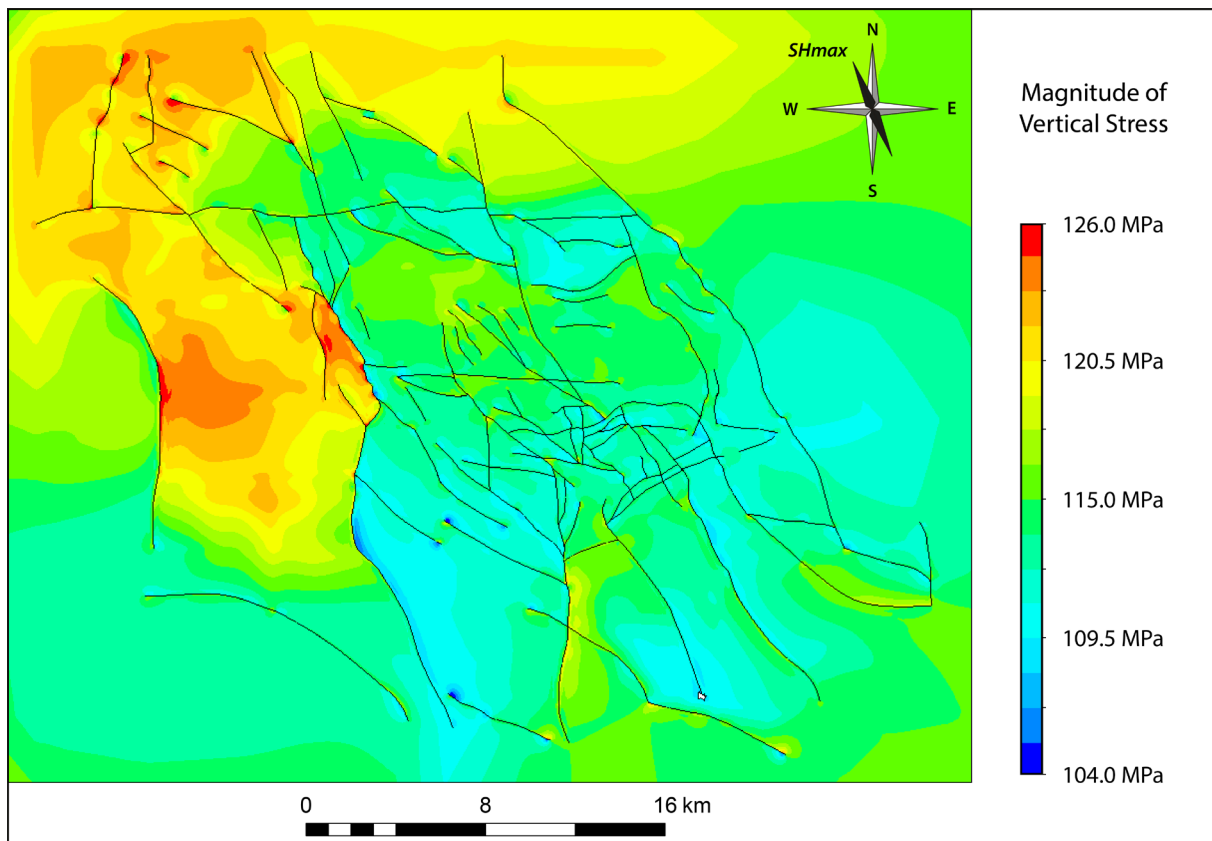 N
SHmax
W
E
S
Magnitude of
Vertical Stress
126.0 MPa
120.5 MPa
115.0 MPa
109.5 MPa
104.0 MPa
0 8 16 km